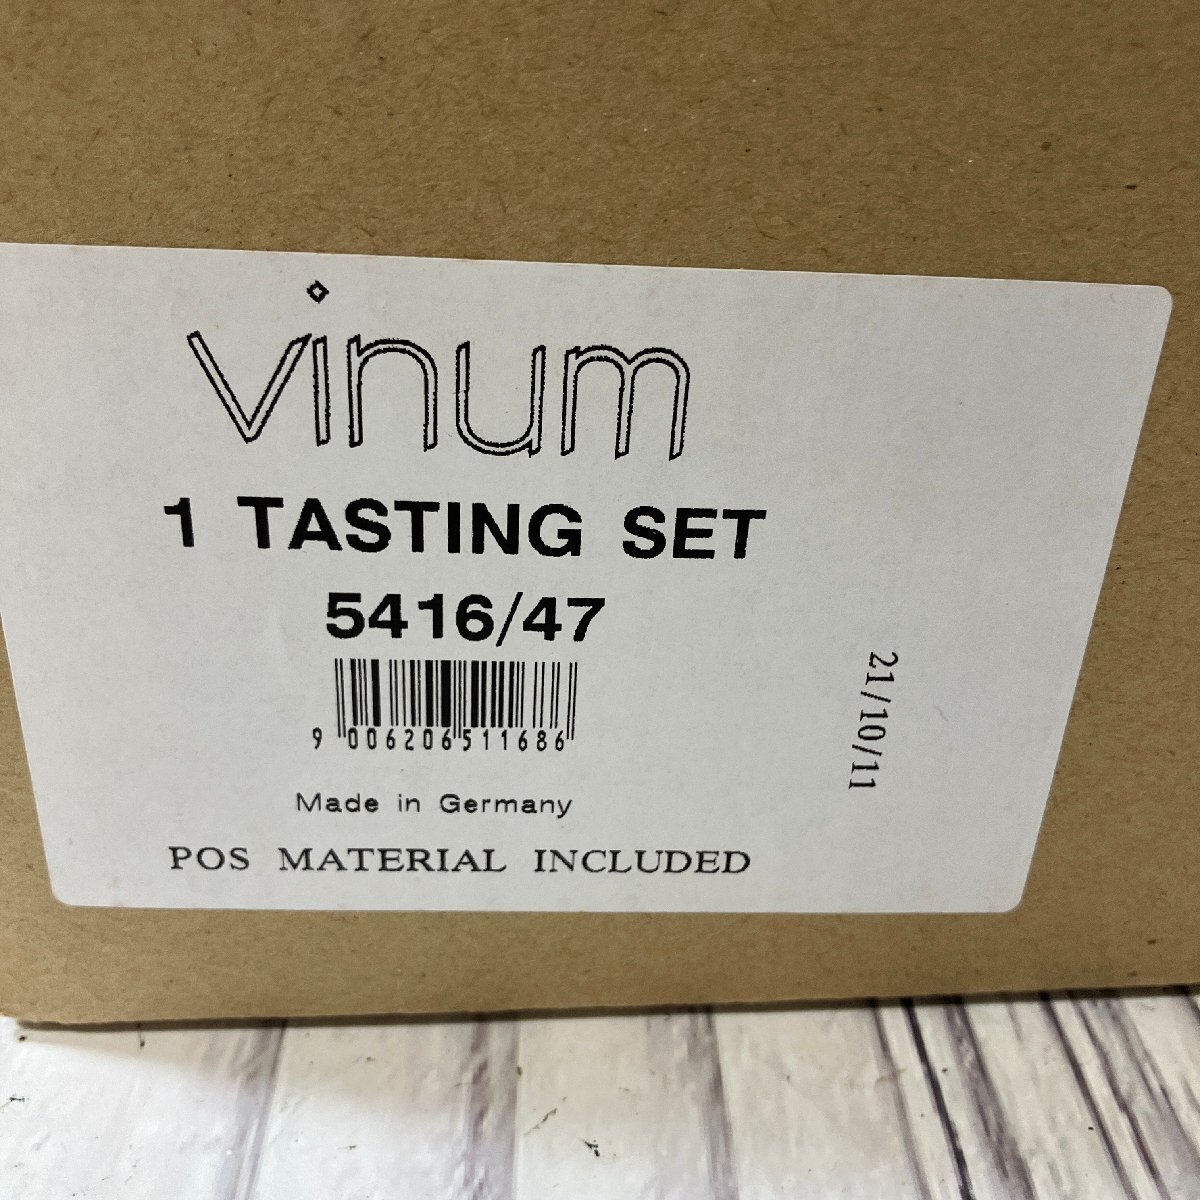 vinum
1 TASTING SET
5416/47
9 006206 511686
Made in Germany
POS MATERIAL INCLUDED
21/10/11